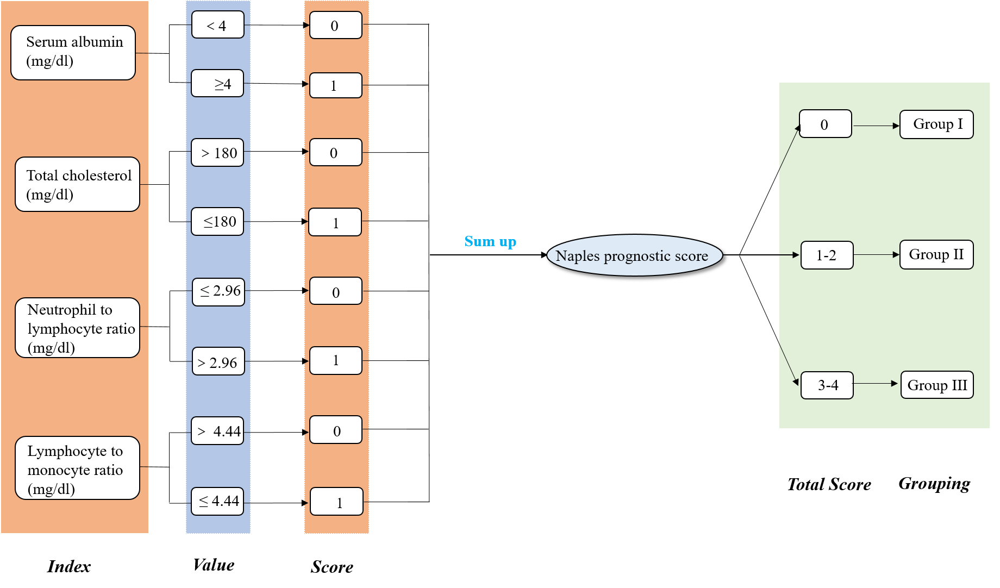 Serum albumin
(mg/dl)
< 4
0
≥4
1
Total cholesterol
(mg/dl)
> 180
0
≤180
1
Neutrophil to
lymphocyte ratio
(mg/dl)
≤ 2.96
0
> 2.96
1
Lymphocyte to
monocyte ratio
(mg/dl)
> 4.44
0
≤ 4.44
1
Index
Value
Score
Sum up
Naples prognostic score
0
Group I
1-2
Group II
3-4
Group III
Total Score
Grouping